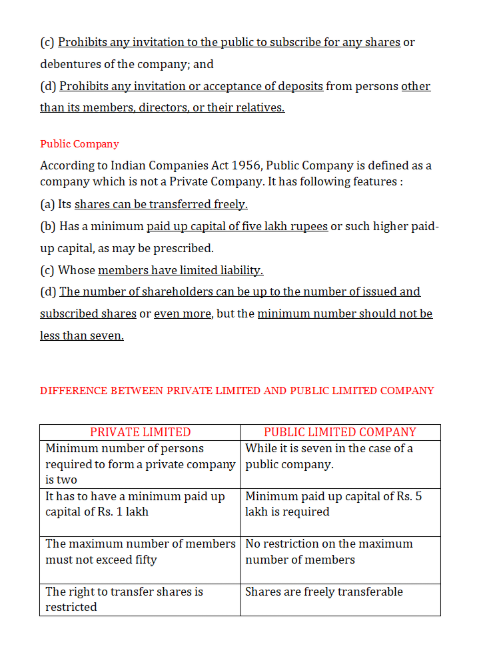 (c) Prohibits any invitation to the public to subscribe for any shares or
debentures of the company; and
(d) Prohibits any invitation or acceptance of deposits from persons other
than its members, directors, or their relatives.
Public Company
According to Indian Companies Act 1956, Public Company is defined as a
company which is not a Private Company. It has following features :
(a) Its shares can be transferred freely.
(b) Has a minimum paid up capital of five lakh rupees or such higher paid-
up capital, as may be prescribed.
(c) Whose members have limited liability.
(d) The number of shareholders can be up to the number of issued and
subscribed shares or even more, but the minimum number should not be
less than seven.
DIFFERENCE BETWEEN PRIVATE LIMITED AND PUBLIC LIMITED COMPANY
PRIVATE LIMITED
PUBLIC LIMITED COMPANY
Minimum number of persons
required to form a private company
is two
While it is seven in the case of a
public company.
It has to have a minimum paid up
capital of Rs. 1 lakh
Minimum paid up capital of Rs. 5
lakh is required
The maximum number of members
must not exceed fifty
No restriction on the maximum
number of members
The right to transfer shares is
restricted
Shares are freely transferable